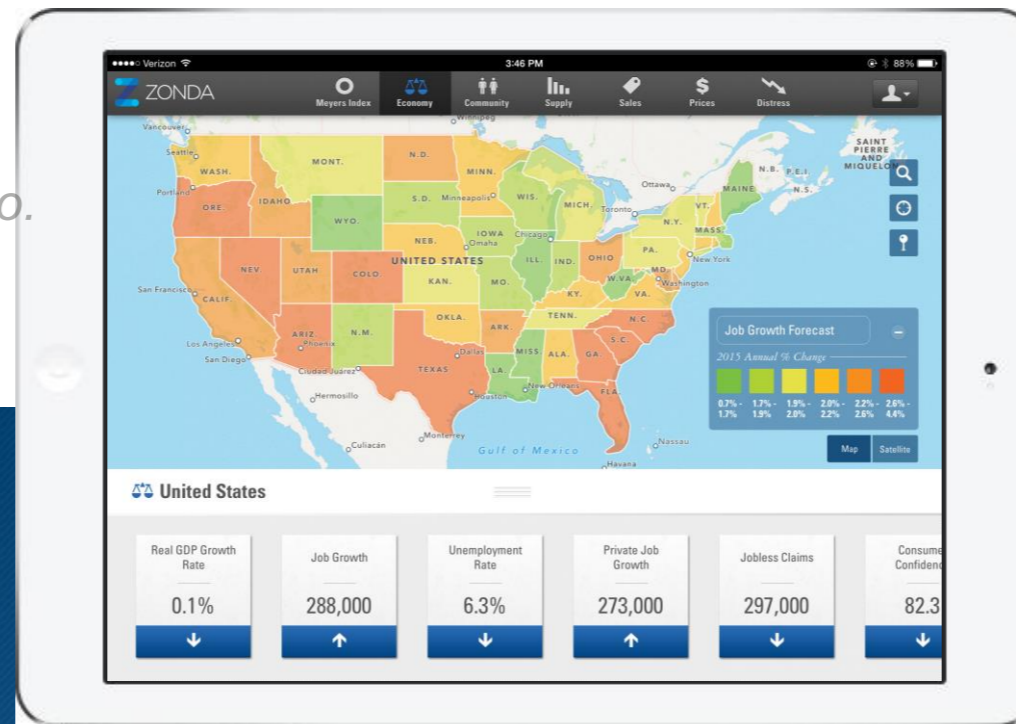 o.
Verizon
3:46 PM
88%
ZONDA
Meyers Index
Economy
Community
Supply
Sales
Prices
Distress
Vancouver
Winnipeg
Seattle
WASH.
MONT.
N.D.
MINN.
SAINT
PIERRE
AND
MIQUELON
N.B.
P.E.I.
N.S.
Ottawa
MAINE
Portland
ORE.
IDAHO
WYO.
S.D.
Minneapolis
WIS.
MICH.
Toronto
VT.
N.Y.
MASS.
NEB.
IOWA
Omaha
Chicago
UNITED STATES
ILL.
IND.
OHIO
PA.
New York
MD.
Washington
NEV.
UTAH
COLO.
KAN.
MO.
W.VA.
VA.
KY.
San Francisco
CALIF.
OKLA.
TENN.
N.C.
ARIZ.
Phoenix
N.M.
ARK.
S.C.
Los Angeles
San Diego
Dallas
MISS.
ALA.
GA.
TEXAS
LA.
Ciudad Juárez
Hermosillo
Houston
New Orleans
FLA.
Culiacán
Monterrey
Gulf of Mexico
Nassau
Havana
Job Growth Forecast
2015 Annual % Change
0.7% - 1.7% - 1.9% - 2.0% - 2.2% - 2.6% -
1.7% 1.9% 2.0% 2.2% 2.6% 4.4%
Map Satellite
United States
Real GDP Growth
Rate
0.1%
Job Growth
288,000
Unemployment
Rate
6.3%
Private Job
Growth
273,000
Jobless Claims
297,000
Consume
Confidenc
82.3